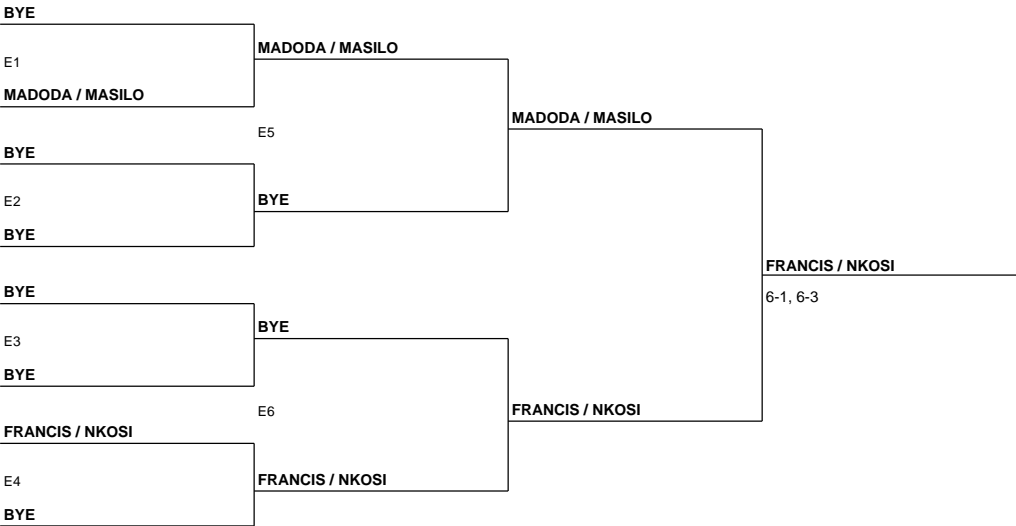 BYE
E1
MADODA / MASILO
BYE
E2
BYE
BYE
E3
BYE
FRANCIS / NKOSI
E4
BYE
MADODA / MASILO
E5
BYE
BYE
E6
FRANCIS / NKOSI
MADODA / MASILO
FRANCIS / NKOSI
FRANCIS / NKOSI
6-1, 6-3